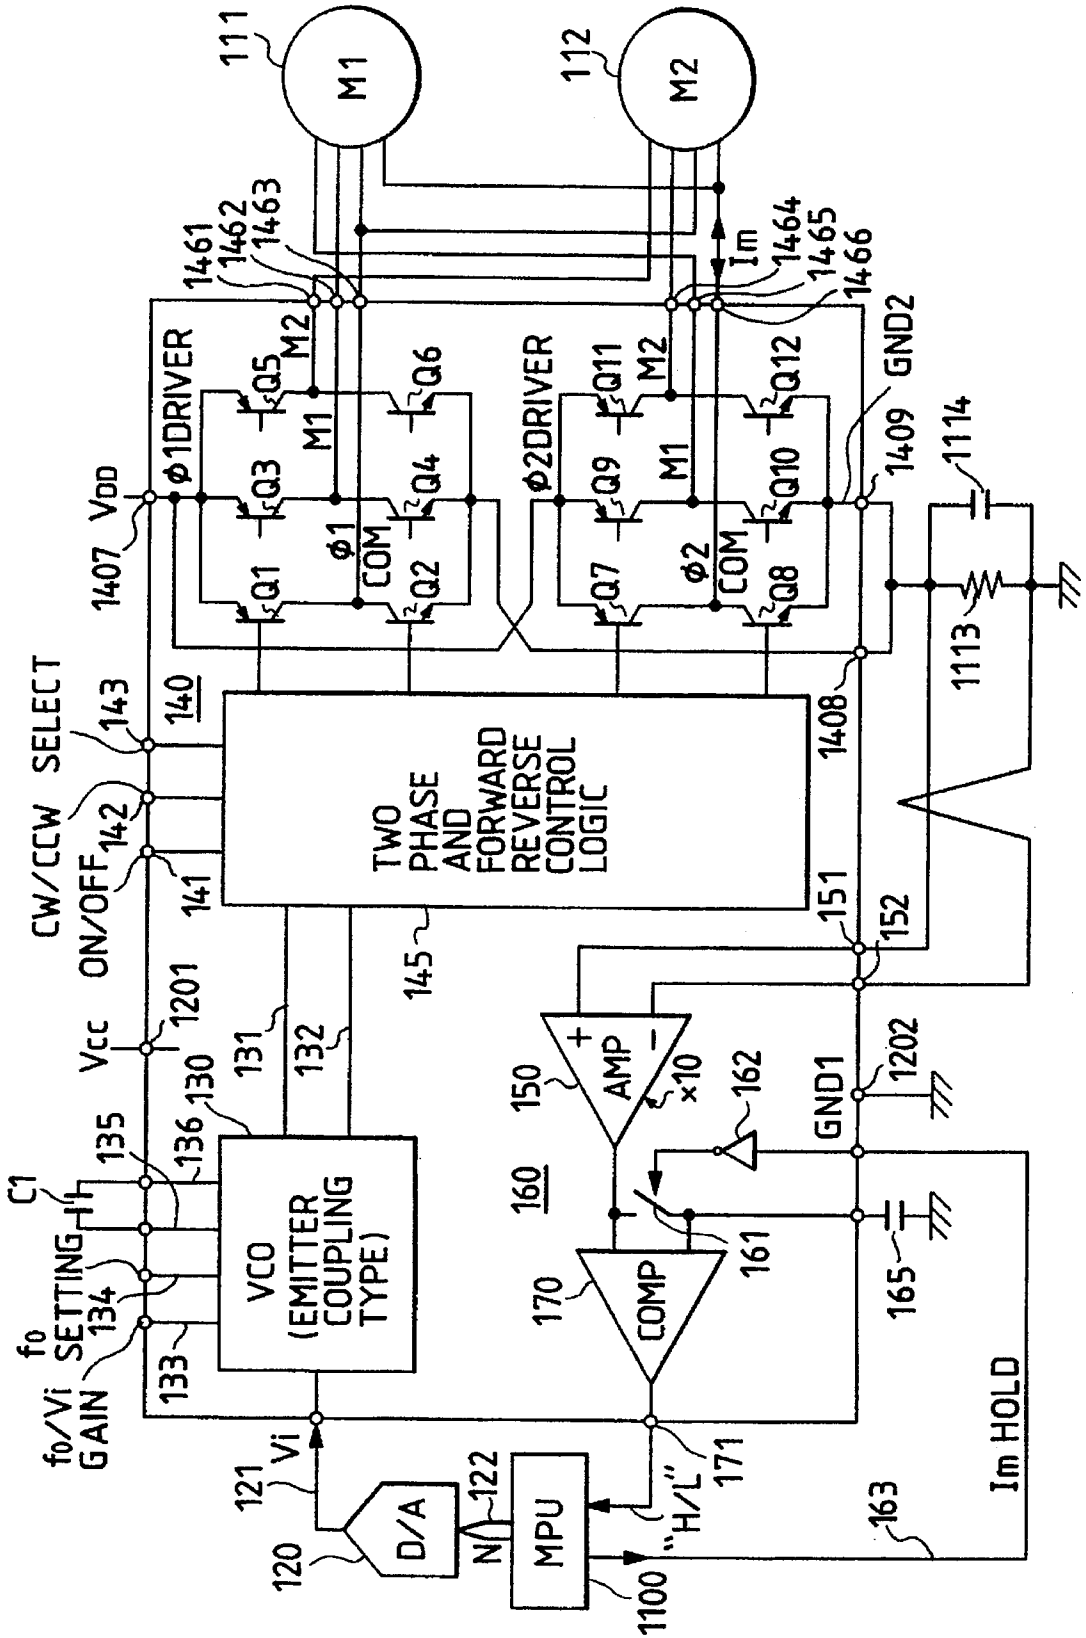 111
M1
112
M2
1461
1462
1463
Im
1464
1465
1466
M2
M1
φ1DRIVER
Q5
Q6
Q3
Q4
Q1
Q2
φ1
COM
VDD
1407
φ2DRIVER
Q11
Q12
Q9
Q10
Q7
Q8
M2
M1
φ2
COM
GND2
1409
1114
1113
1408
CW/CCW SELECT
143
142
ON/OFF
141
140
TWO
PHASE
AND
FORWARD
REVERSE
CONTROL
LOGIC
145
151
152
Vcc
1201
131
132
130
150
+
−
AMP
×10
162
GND1
1202
C1
135
136
f0
SETTING
134
f0/Vi
GAIN
133
VCO
(EMITTER
COUPLING
TYPE)
160
161
170
COMP
165
171
Im HOLD
163
121
Vi
120
D/A
N
122
MPU
1100
"H/L"